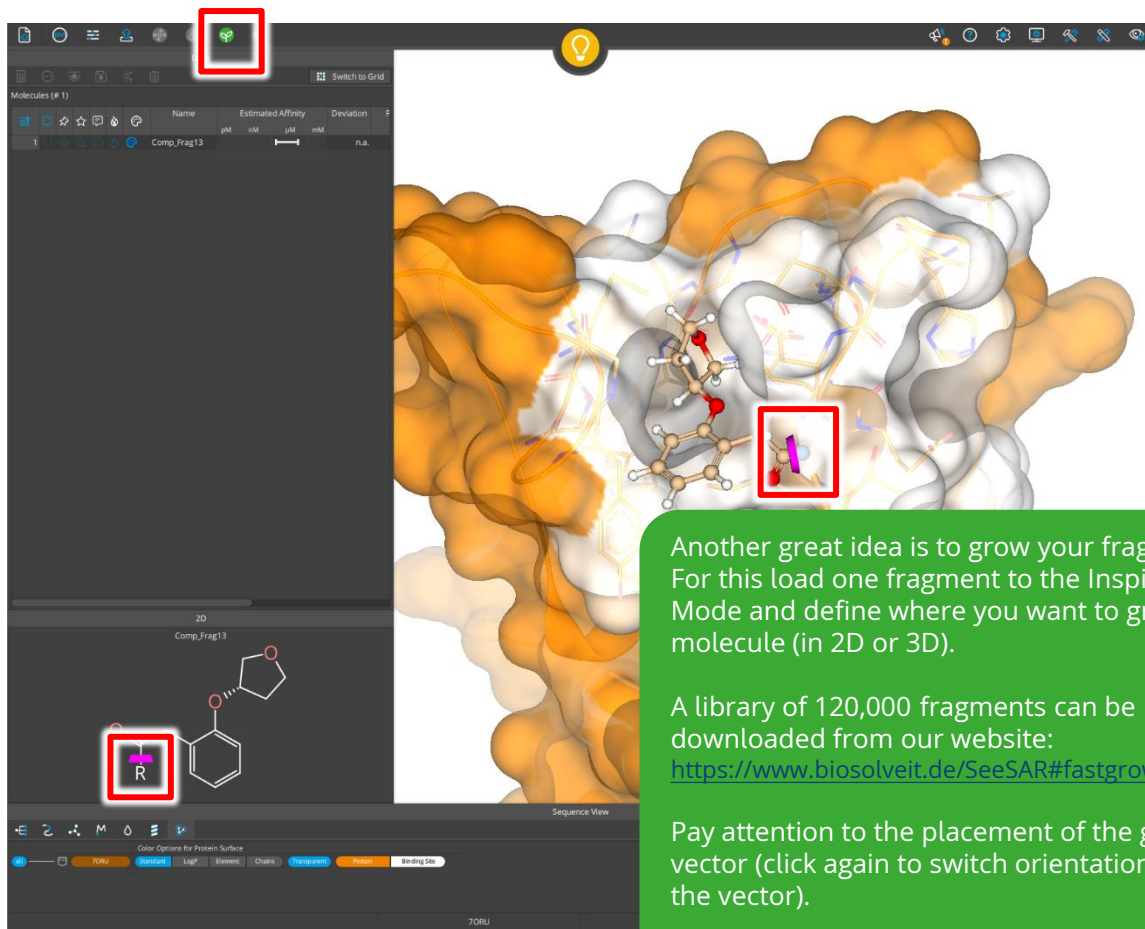 Switch to Grid
Molecules (# 1)
Name Estimated Affinity Deviation
pM nM µM mM
1 Comp_Frag13 n.a.
2D
Comp_Frag13
O
O
O
R
Another great idea is to grow your frag
For this load one fragment to the Inspi
Mode and define where you want to gr
molecule (in 2D or 3D).
A library of 120,000 fragments can be
downloaded from our website:
https://www.biosolveit.de/SeeSAR#fastgrow
Pay attention to the placement of the g
vector (click again to switch orientation
the vector).
Sequence View
Color Options for Protein Surface
all 7ORU Standard LogP Element Chains Transparent Protein Binding Site
7ORU